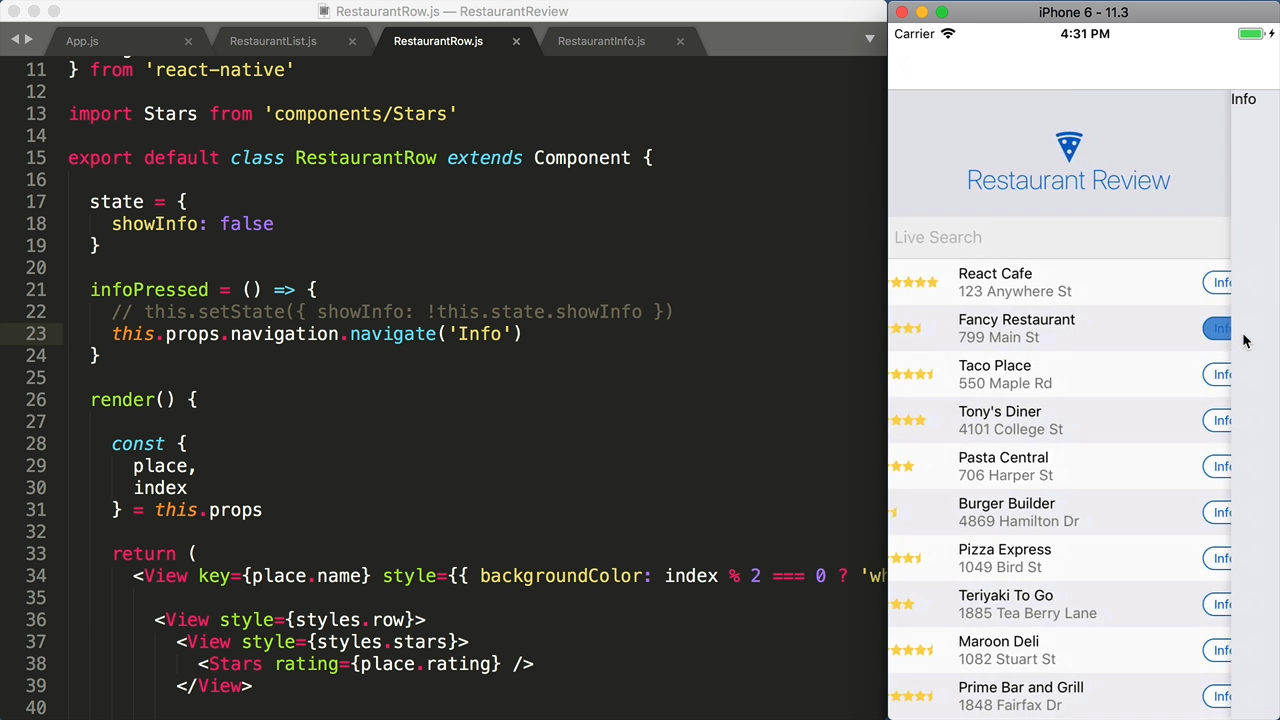 RestaurantRow.js — RestaurantReview
App.js
RestaurantList.js
RestaurantRow.js
RestaurantInfo.js
11 } from 'react-native'
12
13 import Stars from 'components/Stars'
14
15 export default class RestaurantRow extends Component {
16
17 state = {
18 showInfo: false
19 }
20
21 infoPressed = () => {
22 // this.setState({ showInfo: !this.state.showInfo })
23 this.props.navigation.navigate('Info')
24 }
25
26 render() {
27
28 const {
29 place,
30 index
31 } = this.props
32
33 return (
34 <View key={place.name} style={{ backgroundColor: index % 2 === 0 ? 'wh
35
36 <View style={styles.row}>
37 <View style={styles.stars}>
38 <Stars rating={place.rating} />
39 </View>
40
iPhone 6 - 11.3
Carrier 4:31 PM
Info
Restaurant Review
Live Search
React Cafe
123 Anywhere St
Info
Fancy Restaurant
799 Main St
Info
Taco Place
550 Maple Rd
Info
Tony's Diner
4101 College St
Info
Pasta Central
706 Harper St
Info
Burger Builder
4869 Hamilton Dr
Info
Pizza Express
1049 Bird St
Info
Teriyaki To Go
1885 Tea Berry Lane
Info
Maroon Deli
1082 Stuart St
Info
Prime Bar and Grill
1848 Fairfax Dr
Info